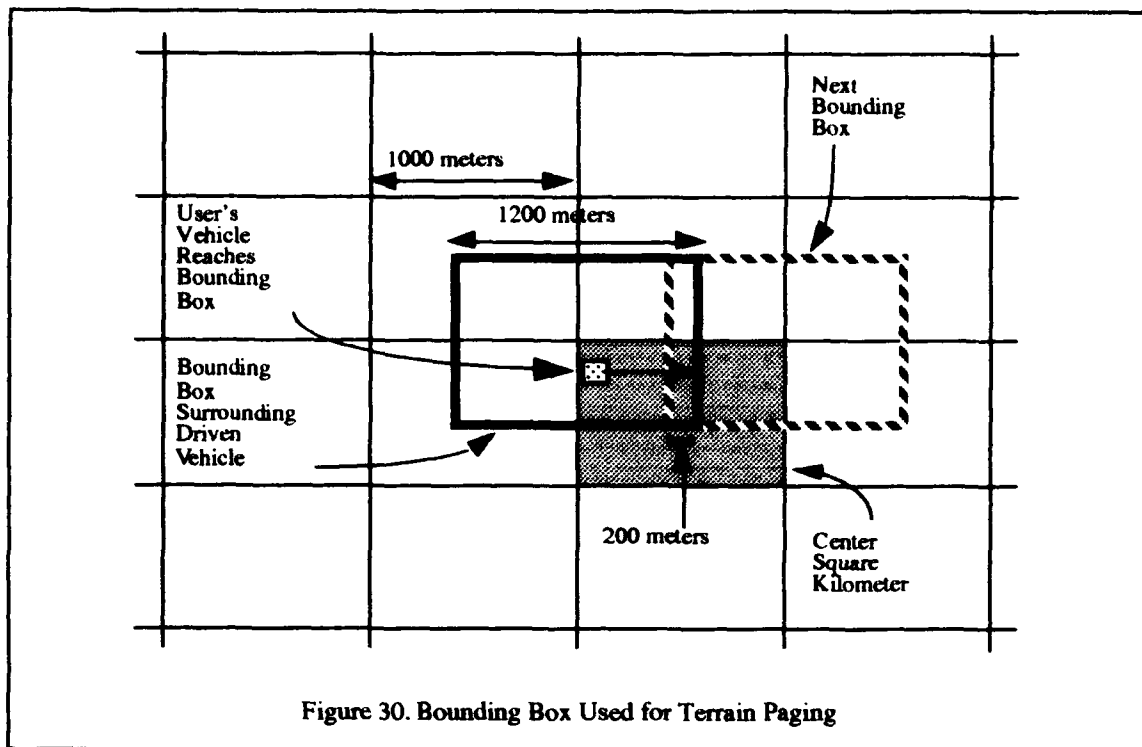 Next
Bounding
Box
1000 meters
1200 meters
User's
Vehicle
Reaches
Bounding
Box
Bounding
Box
Surrounding
Driven
Vehicle
200 meters
Center
Square
Kilometer
Figure 30. Bounding Box Used for Terrain Paging